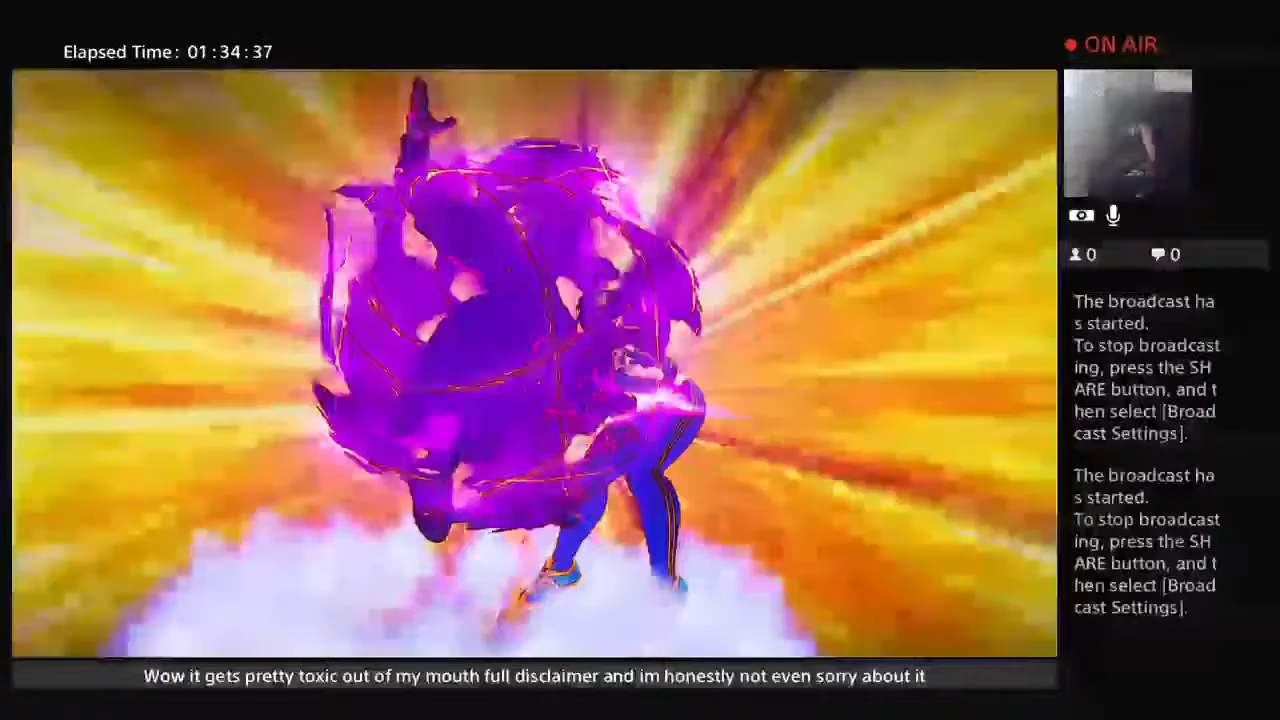 Elapsed Time: 01:34:37
ON AIR
0
0
The broadcast ha
s started.
To stop broadcast
ing, press the SH
ARE button, and t
hen select [Broad
cast Settings].
The broadcast ha
s started.
To stop broadcast
ing, press the SH
ARE button, and t
hen select [Broad
cast Settings].
Wow it gets pretty toxic out of my mouth full disclaimer and im honestly not even sorry about it